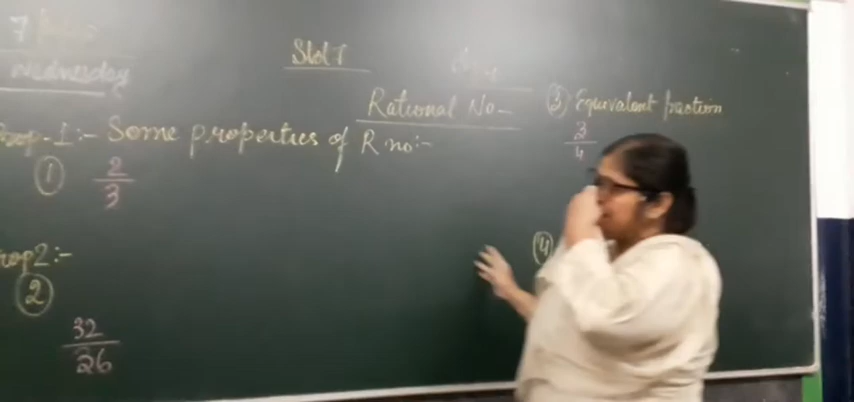 7
Wednesday
Slot 7
Rational No-
Prop-1:- Some properties of R no:-
① 2/3
Prop2:-
②
32/26
③ Equivalent fraction
3/4
④